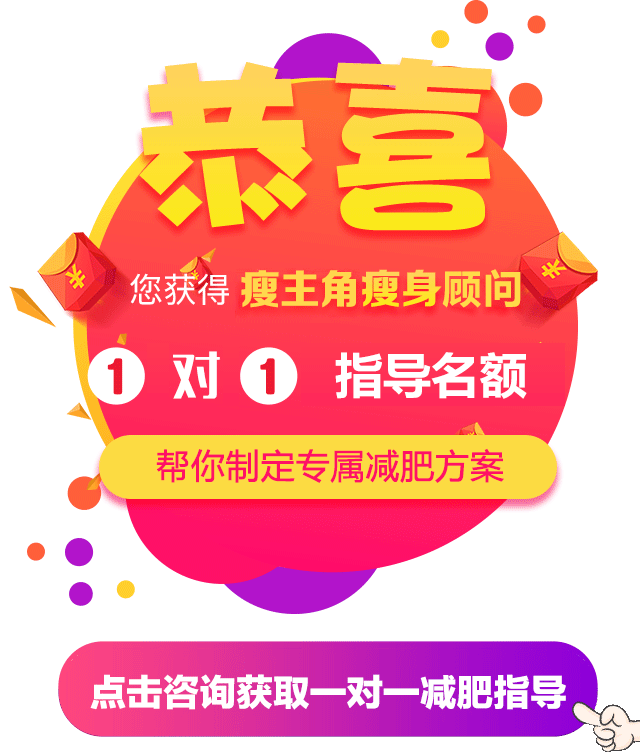 恭喜
您获得 瘦主角瘦身顾问
1 对 1 指导名额
帮你制定专属减肥方案
点击咨询获取一对一减肥指导